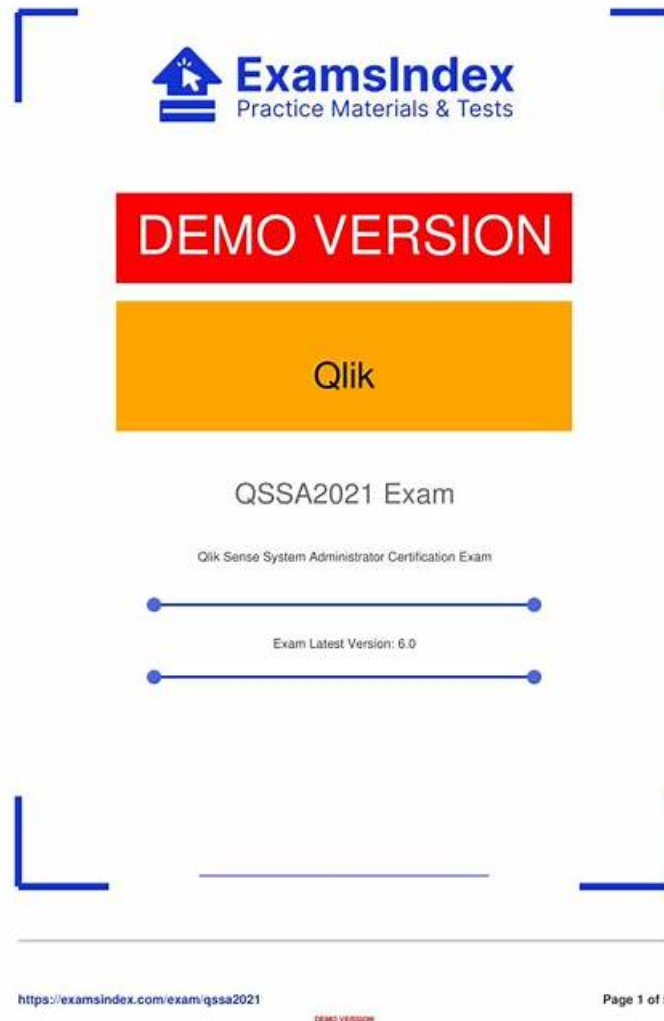 ExamsIndex
Practice Materials & Tests
DEMO VERSION
Qlik
QSSA2021 Exam
Qlik Sense System Administrator Certification Exam
Exam Latest Version: 6.0
https://examsindex.com/exam/qssa2021
Page 1 of
DEMO VERSION